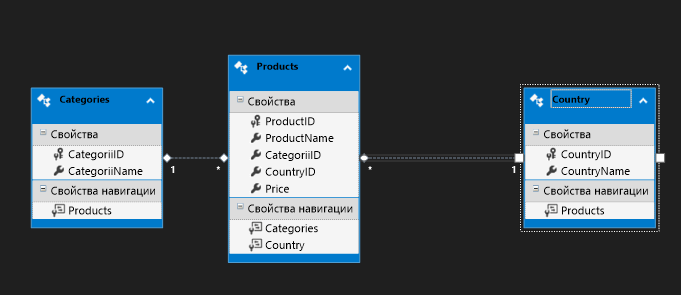 Categories
Свойства
CategoriiID
CategoriiName
Свойства навигации
Products
1
*
Products
Свойства
ProductID
ProductName
CategoriiID
CountryID
Price
Свойства навигации
Categories
Country
*
1
Country
Свойства
CountryID
CountryName
Свойства навигации
Products